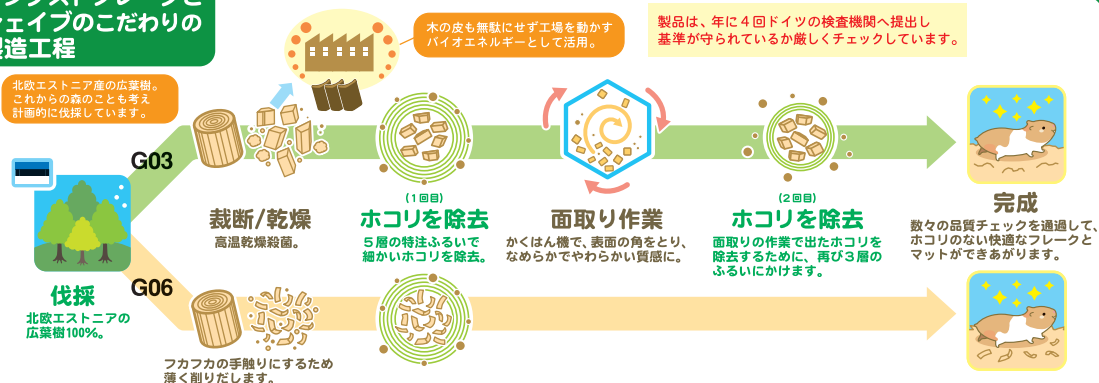 シェイブのこだわりの
製造工程
北欧エストニア産の広葉樹。
これからの森のことも考え
計画的に伐採しています。
木の皮も無駄にせず工場を動かす
バイオエネルギーとして活用。
製品は、年に４回ドイツの検査機関へ提出し
基準が守られているか厳しくチェックしています。
G03
伐採
北欧エストニアの
広葉樹100%。
裁断/乾燥
高温乾燥殺菌。
(1回目)
ホコリを除去
５層の特注ふるいで
細かいホコリを除去。
面取り作業
かくはん機で、表面の角をとり、
なめらかでやわらかい質感に。
(2回目)
ホコリを除去
面取りの作業で出たホコリを
除去するために、再び３層の
ふるいにかけます。
完成
数々の品質チェックを通過して、
ホコリのない快適なフレークと
マットができあがります。
G06
フカフカの手触りにするため
薄く削りだします。